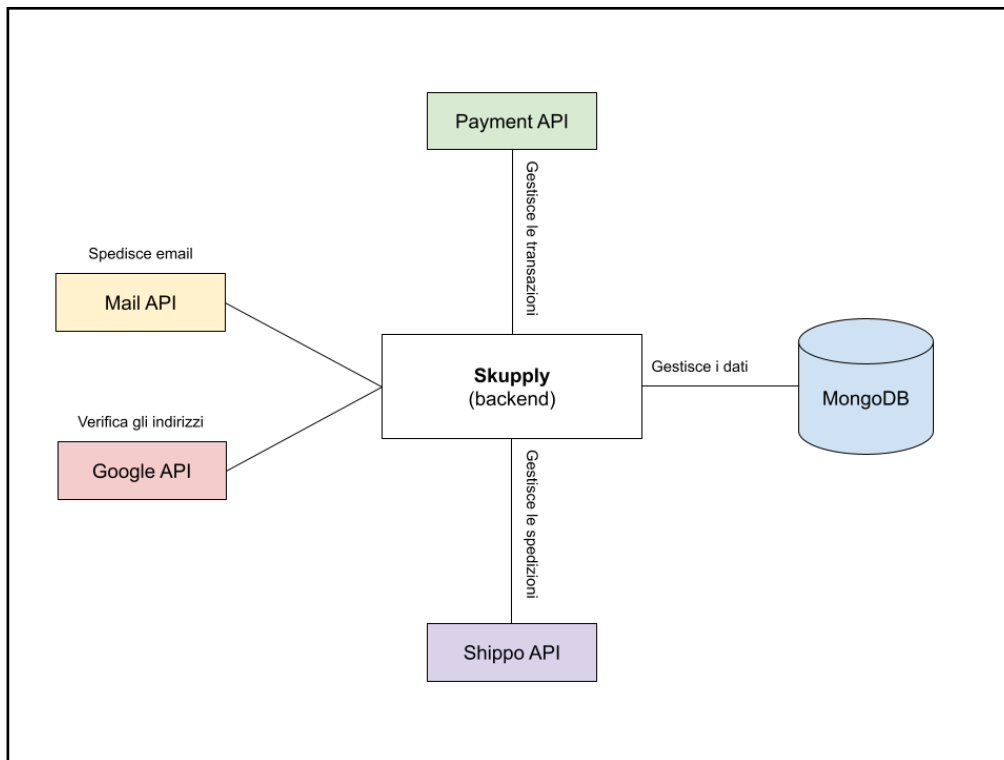 Payment API
Gestisce le transazioni
Spedisce email
Mail API
Skupply
(backend)
Gestisce i dati
MongoDB
Verifica gli indirizzi
Google API
Gestisce le spedizioni
Shippo API